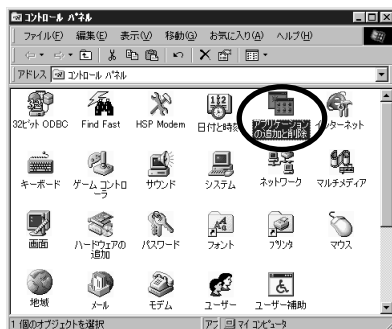 コントロール パネル
ファイル(F) 編集(E) 表示(V) 移動(G) お気に入り(A) ヘルプ(H)
アドレス コントロール パネル
32ビット ODBC Find Fast HSP Modem 日付と時刻 アプリケーションの追加と削除 インターネット
キーボード ゲーム コントローラ サウンド システム ネットワーク マルチメディア
画面 ハードウェアの追加 パスワード フォント プリンタ マウス
地域 メール モデム ユーザー ユーザー補助
1 個のオブジェクトを選択 アプ マイ コンピュータ